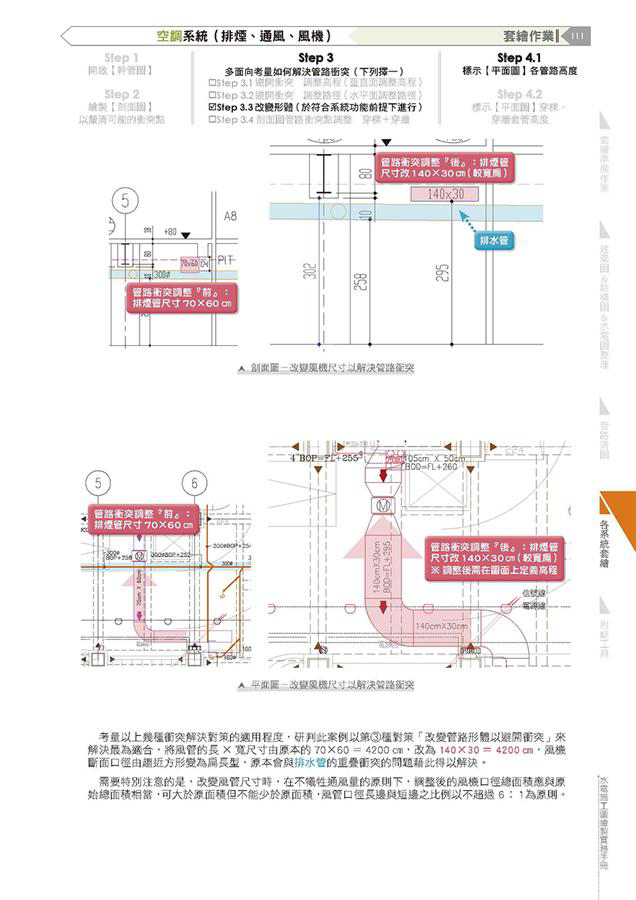 空調系統(排煙、通風、風機)
套繪作業 111
Step 1
開啟【幹管圖】
Step 2
繪製【剖面圖】
以釐清可能的衝突點
Step 3
多面向考量如何解決管路衝突(下列擇一)
□Step 3.1避開衝突 調整高程(垂直面調整高程)
□Step 3.2避開衝突 調整路徑(水平面調整路徑)
☑Step 3.3改變形體(於符合系統功能前提下進行)
□Step 3.4 剖面圖管路衝突點調整 穿樑+穿牆
Step 4.1
標示【平面圖】各管路高度
Step 4.2
標示【平面圖】穿樑、
穿牆套管高度
套繪準備作業
建築圖&結構圖&水電圖整理
管路清圖
各系統套繪
附錄工具
水電施工圖繪製實務手冊
5
A8
+80
18
80
70x60
PIT
300#
管路衝突調整『前』:
排煙管尺寸70×60㎝
管路衝突調整『後』:排煙管
尺寸改140×30㎝(較寬扁)
80
140x30
10
排水管
302
258
295
▲ 剖面圖-改變風機尺寸以解決管路衝突
5
6
管路衝突調整『前』:
排煙管尺寸70×60㎝
300#
BOP+258
300#BOP+252
200#BOP+254
300#
70cm X 60cm
100
300#
4"BOP=FL+255
105cm X 50cm
BOD=FL+260
224
M
140cmX30cm
BOD=FL+295
管路衝突調整『後』:排煙管
尺寸改140×30㎝(較寬扁)
※ 調整後需在圖面上定義高程
信號線
電源線
140cmX30cm
▲ 平面圖-改變風機尺寸以解決管路衝突
考量以上幾種衝突解決對策的適用程度,研判此案例以第③種對策「改變管路形體以避開衝突」來
解決最為適合,將風管的長 × 寬尺寸由原本的 70×60 = 4200 ㎝,改為 140×30 = 4200 ㎝,風機
斷面口徑由趨近方形變為扁長型,原本會與排水管的重疊衝突的問題藉此得以解決。
需要特別注意的是,改變風管尺寸時,在不犧牲通風量的原則下,調整後的風機口徑總面積應與原
始總面積相當,可大於原面積但不能少於原面積,風管口徑長邊與短邊之比例以不超過 6:1為原則。